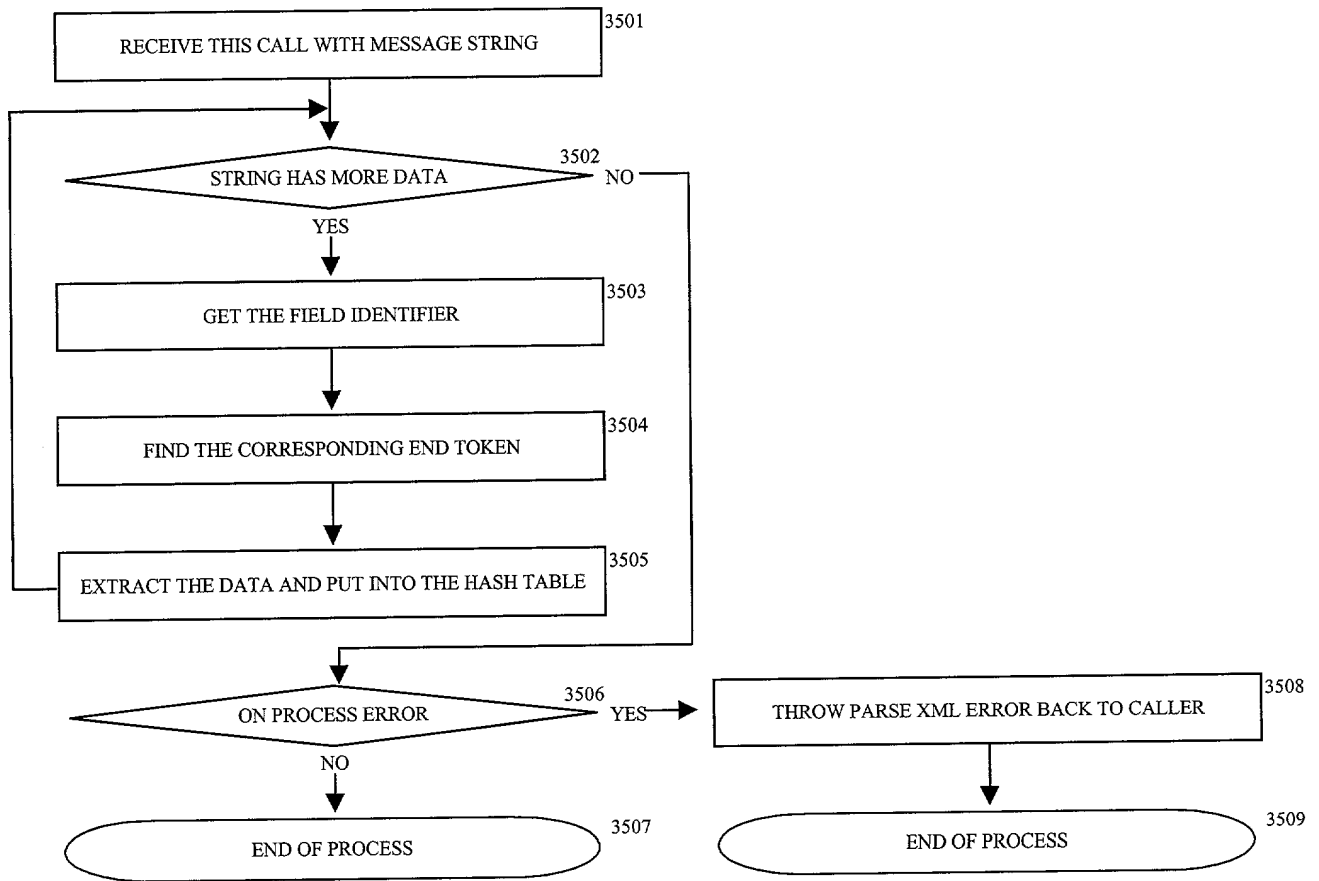 3501
RECEIVE THIS CALL WITH MESSAGE STRING
3502
STRING HAS MORE DATA
NO
YES
3503
GET THE FIELD IDENTIFIER
3504
FIND THE CORRESPONDING END TOKEN
3505
EXTRACT THE DATA AND PUT INTO THE HASH TABLE
3506
ON PROCESS ERROR
YES
3508
THROW PARSE XML ERROR BACK TO CALLER
NO
3507
END OF PROCESS
3509
END OF PROCESS